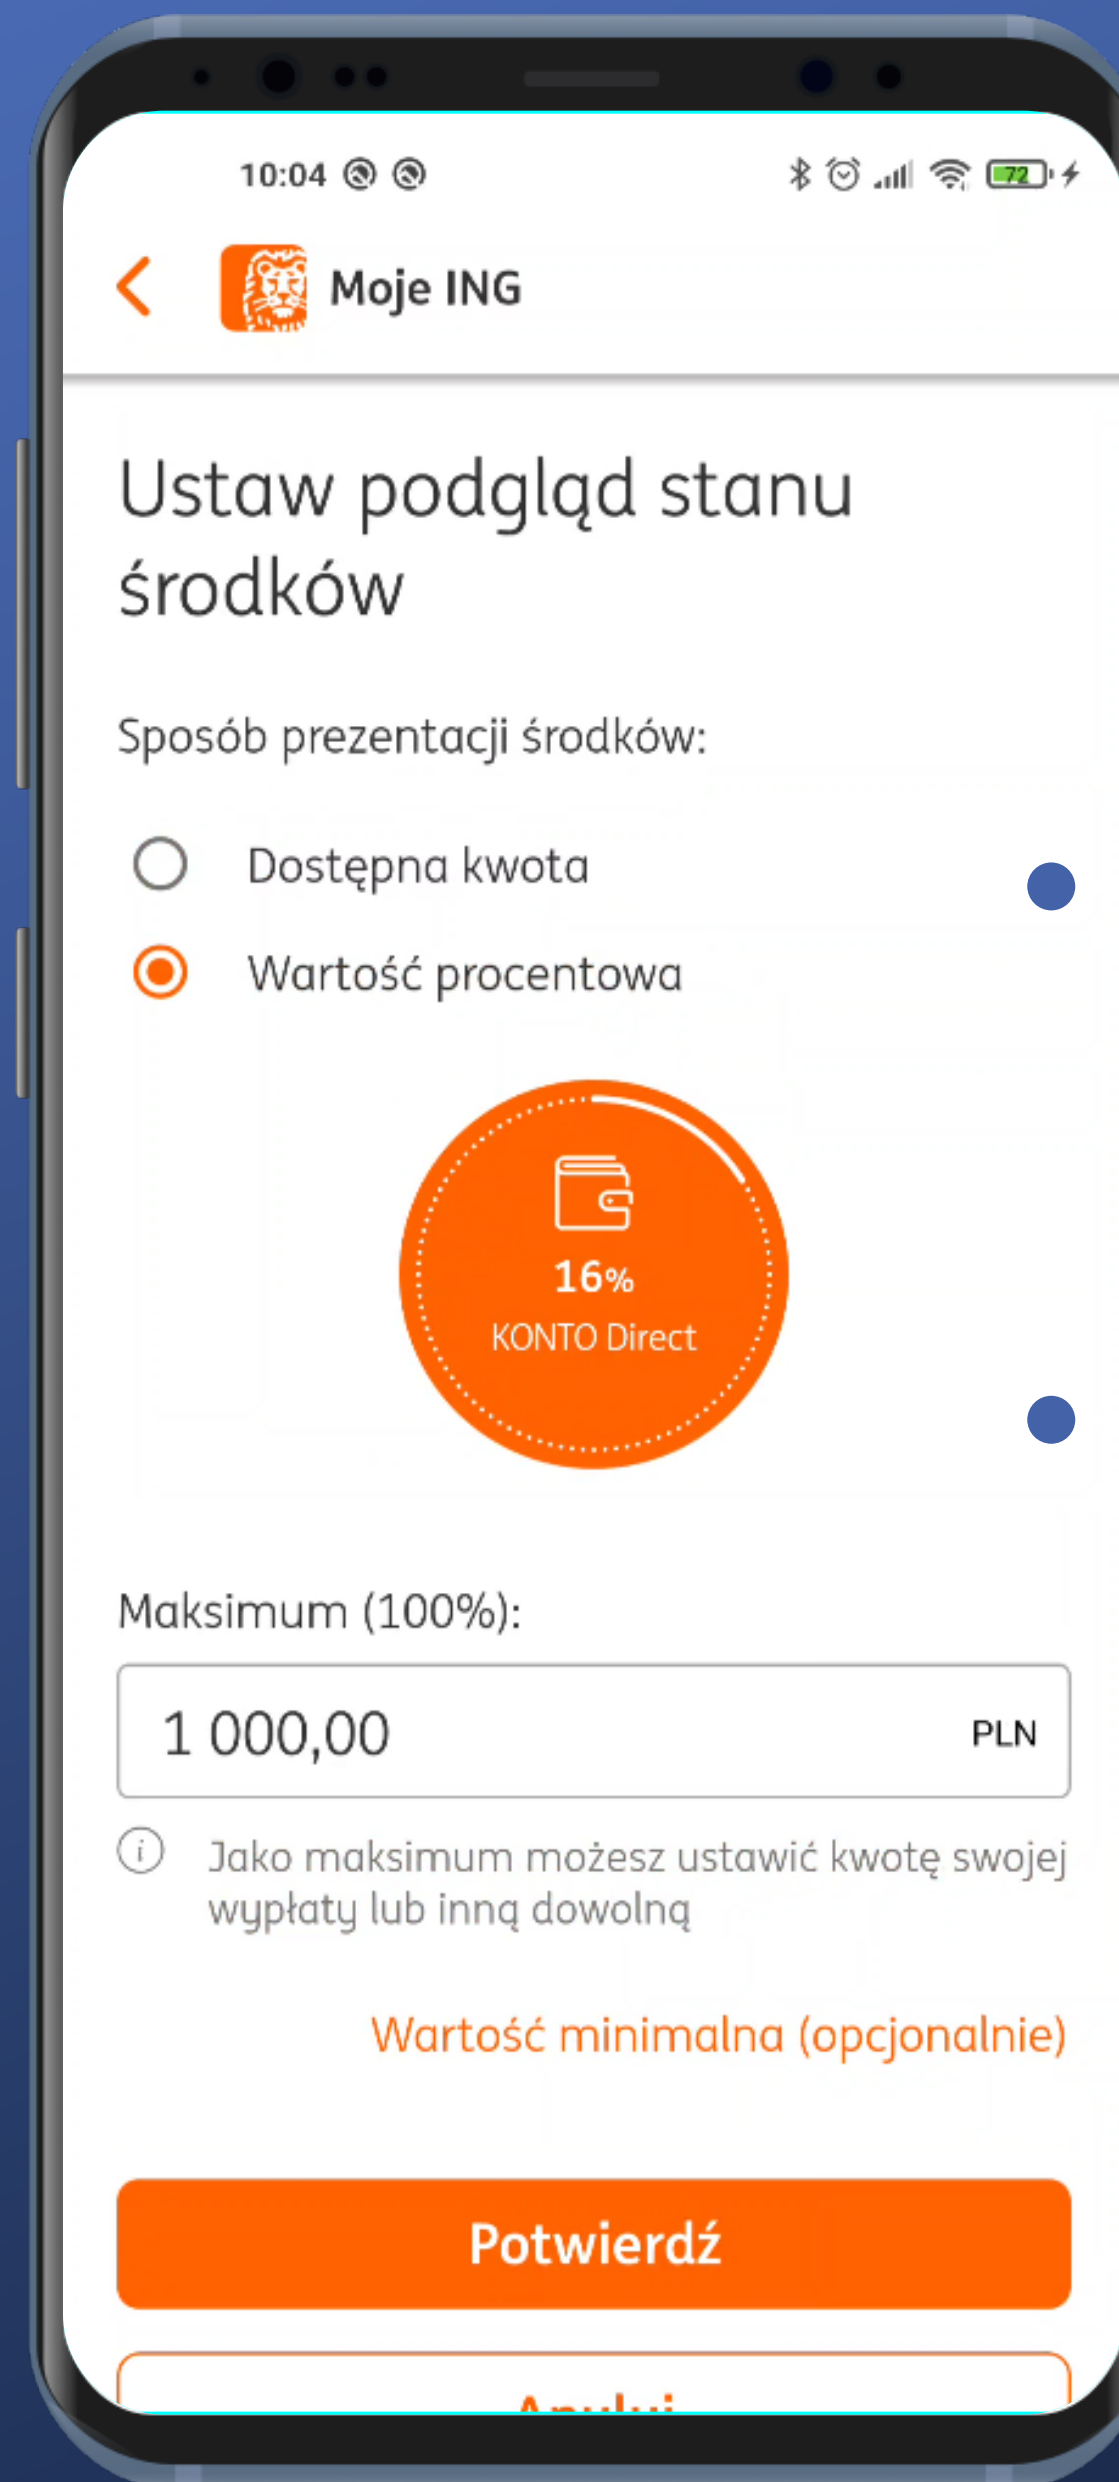 10:04
72
Moje ING
Ustaw podgląd stanu
środków
Sposób prezentacji środków:
Dostępna kwota
Wartość procentowa
16%
KONTO Direct
Maksimum (100%):
1 000,00 PLN
Jako maksimum możesz ustawić kwotę swojej
wypłaty lub inną dowolną
Wartość minimalna (opcjonalnie)
Potwierdź
Anuluj